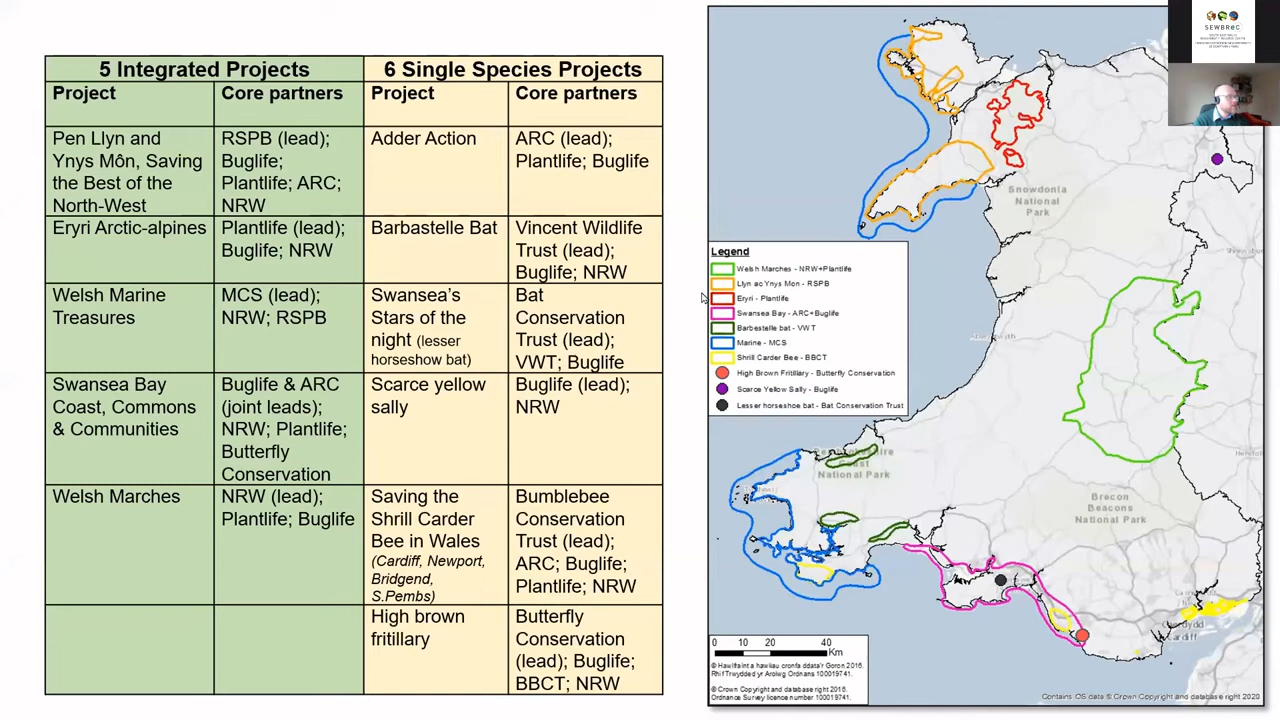 5 Integrated Projects
6 Single Species Projects
Project
Core partners
Project
Core partners
Pen Llyn and
Ynys Môn, Saving
the Best of the
North-West
RSPB (lead);
Buglife;
Plantlife; ARC;
NRW
Adder Action
ARC (lead);
Plantlife; Buglife
Eryri Arctic-alpines
Plantlife (lead);
Buglife; NRW
Barbastelle Bat
Vincent Wildlife
Trust (lead);
Buglife; NRW
Welsh Marine
Treasures
MCS (lead);
NRW; RSPB
Swansea's
Stars of the
night (lesser
horseshow bat)
Bat
Conservation
Trust (lead);
VWT; Buglife
Swansea Bay
Coast, Commons
& Communities
Buglife & ARC
(joint leads);
NRW; Plantlife;
Butterfly
Conservation
Scarce yellow
sally
Buglife (lead);
NRW
Welsh Marches
NRW (lead);
Plantlife; Buglife
Saving the
Shrill Carder
Bee in Wales
(Cardiff, Newport,
Bridgend,
S.Pembs)
Bumblebee
Conservation
Trust (lead);
ARC; Buglife;
Plantlife; NRW
High brown
fritillary
Butterfly
Conservation
(lead); Buglife;
BBCT; NRW
SEWBReC
Snowdonia
National
Park
Legend
Welsh Marches - NRW+Plantlife
Llyn ac Ynys Mon - RSPB
Eryri - Plantlife
Swansea Bay - ARC+Buglife
Barbestelle bat - VWT
Marine - MCS
Shrill Carder Bee - BBCT
High Brown Fritiliary - Butterfly Conservation
Scarce Yellow Sally - Buglife
Lesser horseshoe bat - Bat Conservation Trust
National Park
Brecon
Beacons
National Park
Cardiff
0 10 20 40
Km
© Hawlfraint a hawliau cronfa ddata'r Goron 2016.
Rhif Trwydded yr Arolwg Ordnans 100019741.
© Crown Copyright and database right 2016.
Ordnance Survey licence number 100019741.
Contains OS data © Crown Copyright and database right 2020